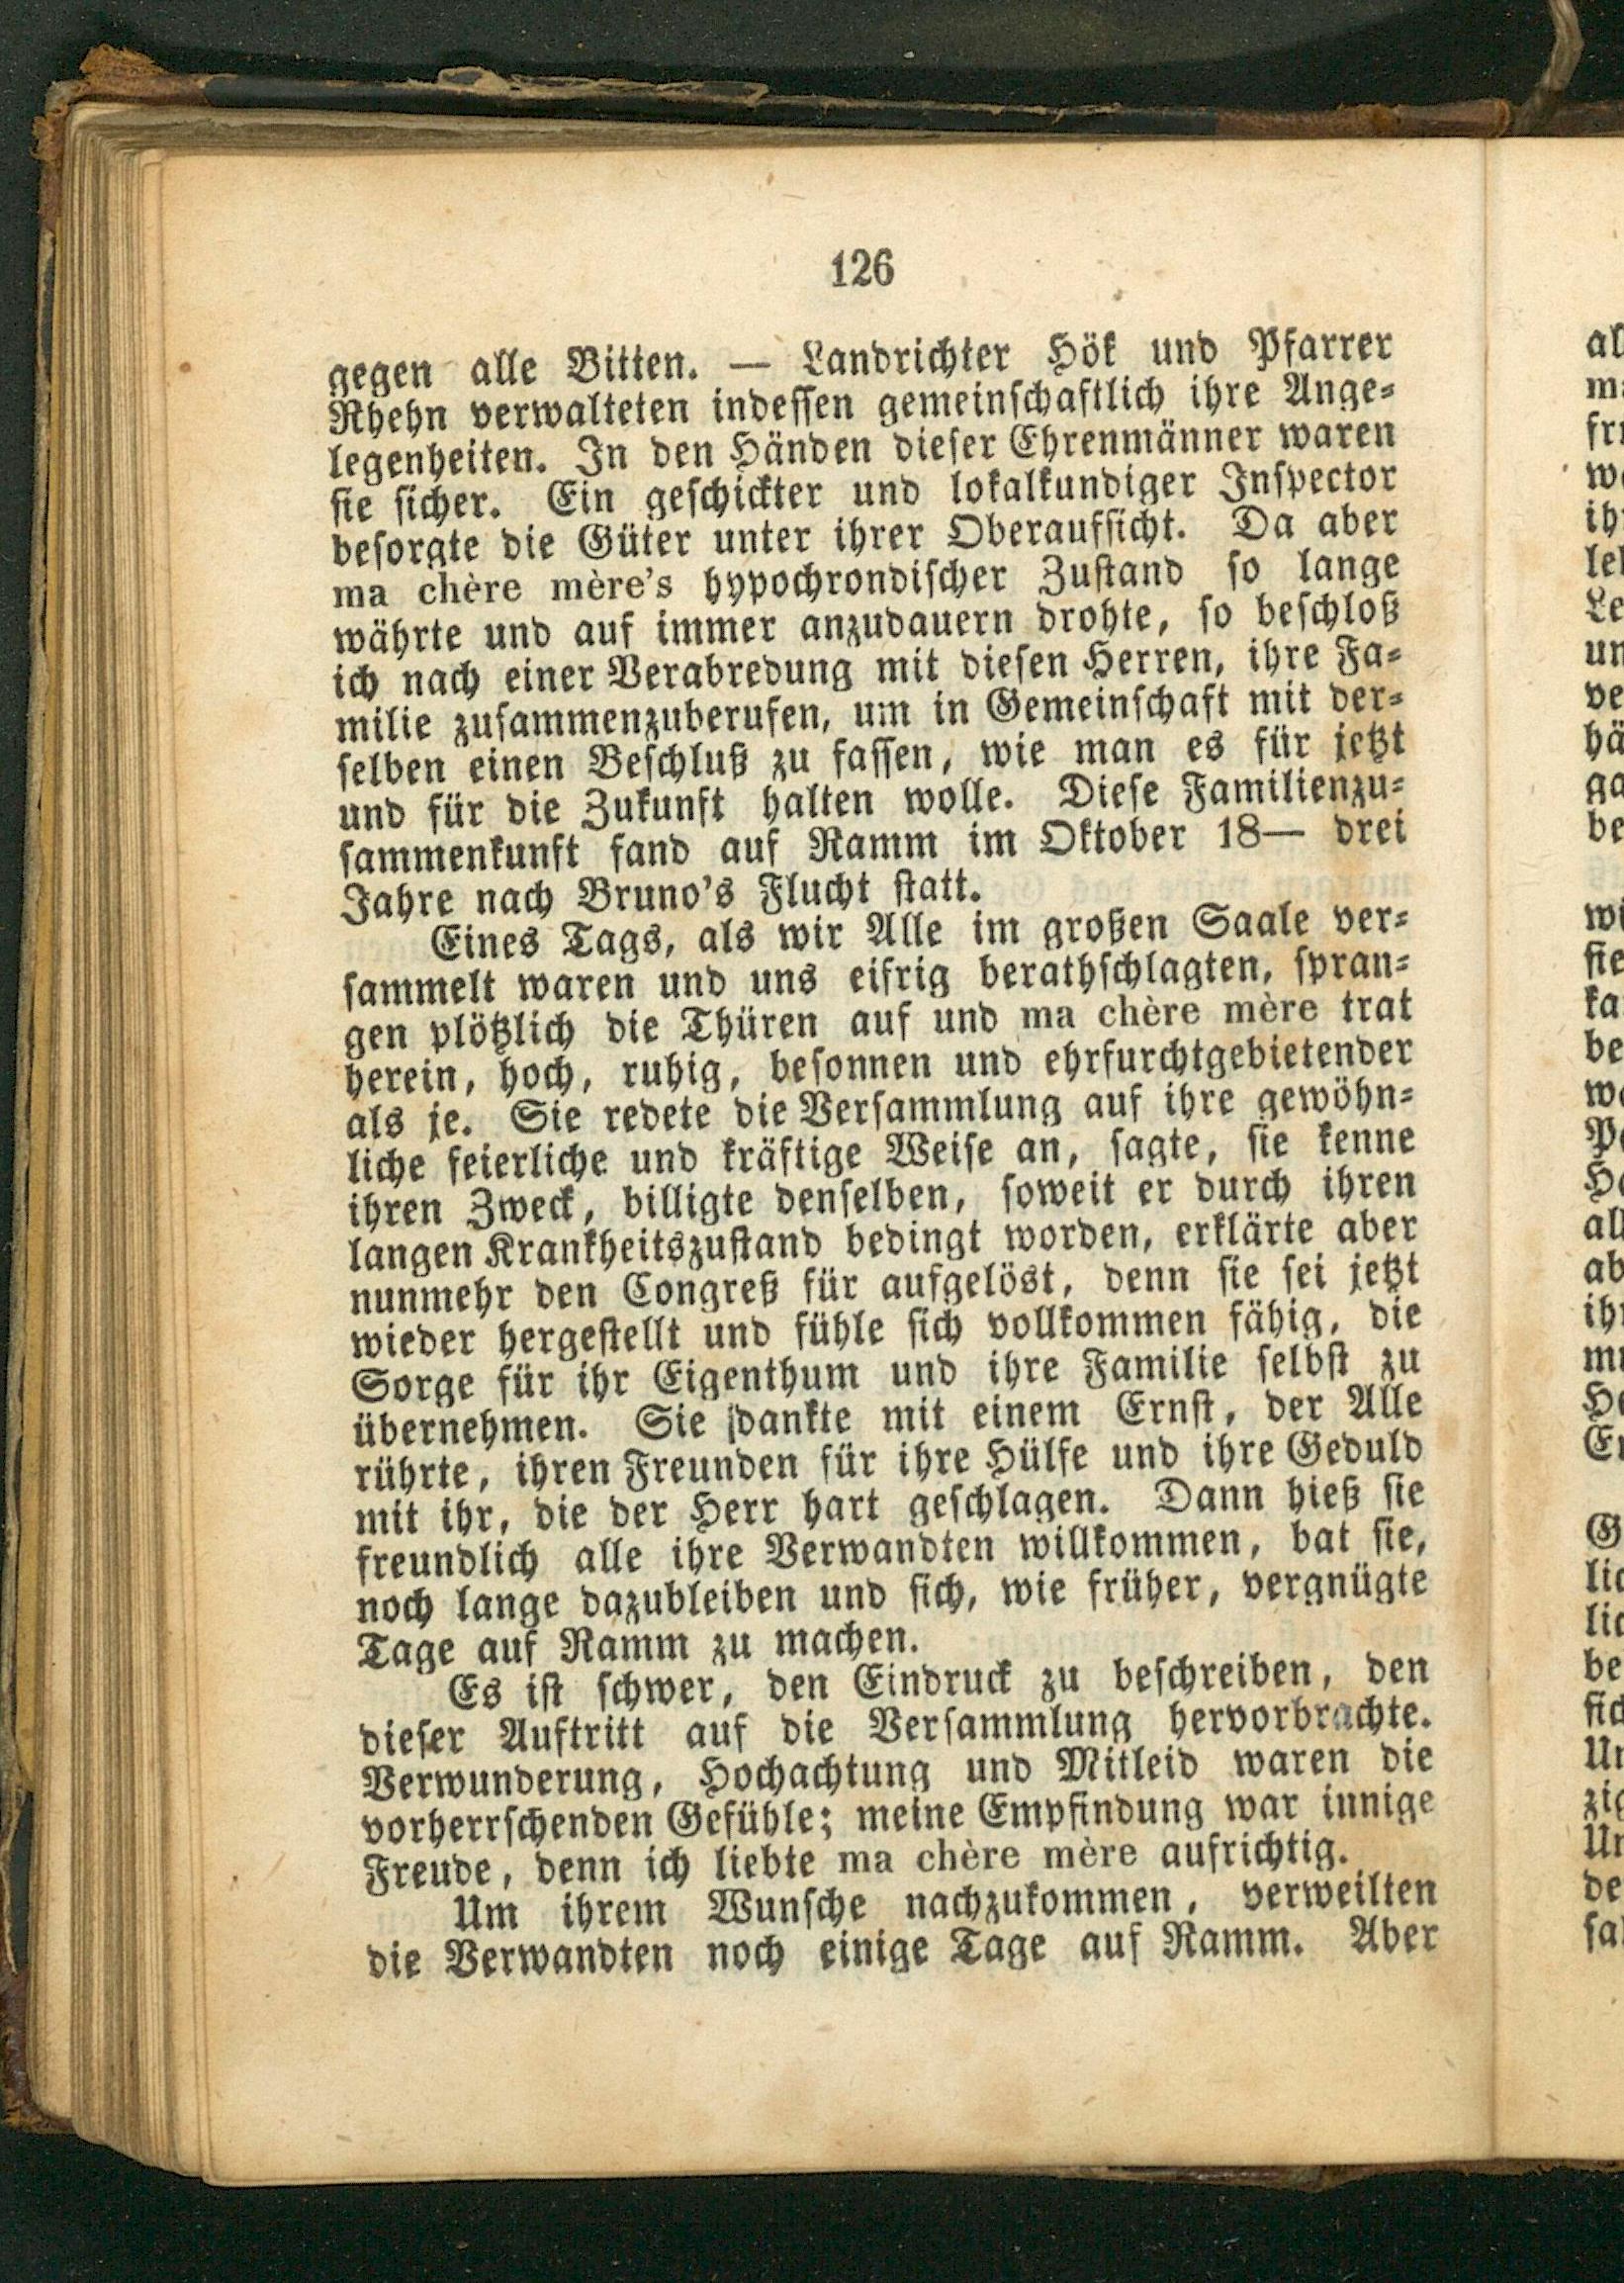 126
gegen alle Bitten. — Landrichter Hök und Pfarrer
Rhehn verwalteten indessen gemeinschaftlich ihre Ange-
legenheiten. In den Händen dieser Ehrenmänner waren
sie sicher. Ein geschickter und lokalkundiger Inspector
besorgte die Güter unter ihrer Oberaufsicht. Da aber
ma chère mère's hypochrondischer Zustand so lange
währte und auf immer anzudauern drohte, so beschloß
ich nach einer Verabredung mit diesen Herren, ihre Fa-
milie zusammenzuberufen, um in Gemeinschaft mit der-
selben einen Beschluß zu fassen, wie man es für jetzt
und für die Zukunft halten wolle. Diese Familienzu-
sammenkunft fand auf Ramm im Oktober 18— drei
Jahre nach Bruno's Flucht statt.
Eines Tags, als wir Alle im großen Saale ver-
sammelt waren und uns eifrig berathschlagten, spran-
gen plötzlich die Thüren auf und ma chère mère trat
herein, hoch, ruhig, besonnen und ehrfurchtgebietender
als je. Sie redete die Versammlung auf ihre gewöhn-
liche feierliche und kräftige Weise an, sagte, sie kenne
ihren Zweck, billigte denselben, soweit er durch ihren
langen Krankheitszustand bedingt worden, erklärte aber
nunmehr den Congreß für aufgelöst, denn sie sei jetzt
wieder hergestellt und fühle sich vollkommen fähig, die
Sorge für ihr Eigenthum und ihre Familie selbst zu
übernehmen. Sie dankte mit einem Ernst, der Alle
rührte, ihren Freunden für ihre Hülfe und ihre Geduld
mit ihr, die der Herr hart geschlagen. Dann hieß sie
freundlich alle ihre Verwandten willkommen, bat sie,
noch lange dazubleiben und sich, wie früher, vergnügte
Tage auf Ramm zu machen.
Es ist schwer, den Eindruck zu beschreiben, den
dieser Auftritt auf die Versammlung hervorbrachte.
Verwunderung, Hochachtung und Mitleid waren die
vorherrschenden Gefühle; meine Empfindung war innige
Freude, denn ich liebte ma chère mère aufrichtig.
Um ihrem Wunsche nachzukommen, verweilten
die Verwandten noch einige Tage auf Ramm. Aber